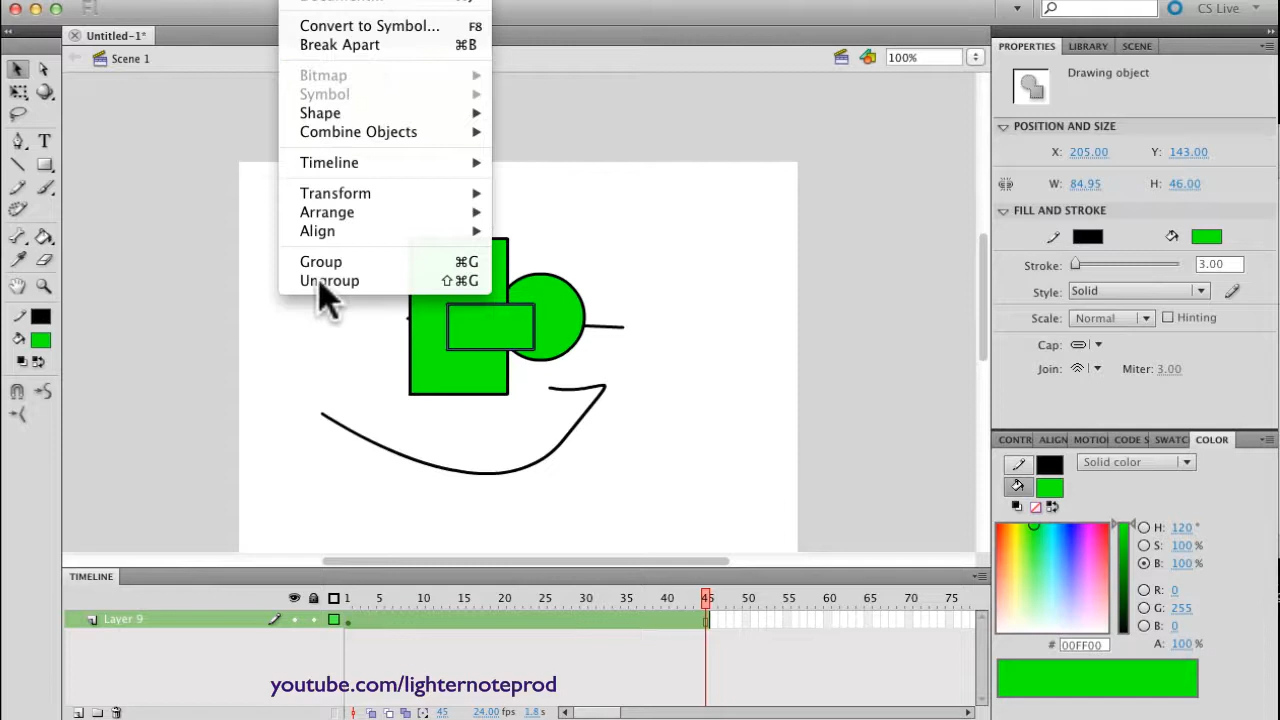 Fl
CS Live
Untitled-1*
Scene 1
100%
Convert to Symbol... F8
Break Apart ⌘B
Bitmap
Symbol
Shape
Combine Objects
Timeline
Transform
Arrange
Align
Group ⌘G
Ungroup ⇧⌘G
PROPERTIES LIBRARY SCENE
Drawing object
POSITION AND SIZE
X: 205.00 Y: 143.00
W: 84.95 H: 46.00
FILL AND STROKE
Stroke: 3.00
Style: Solid
Scale: Normal Hinting
Cap:
Join: Miter: 3.00
CONTR ALIGN MOTIO CODE S SWATC COLOR
Solid color
H: 120 °
S: 100 %
B: 100 %
R: 0
G: 255
B: 0
# 00FF00 A: 100 %
TIMELINE
1 5 10 15 20 25 30 35 40 45 50 55 60 65 70 75
Layer 9
youtube.com/lighternoteprod
45 24.00 fps 1.8 s